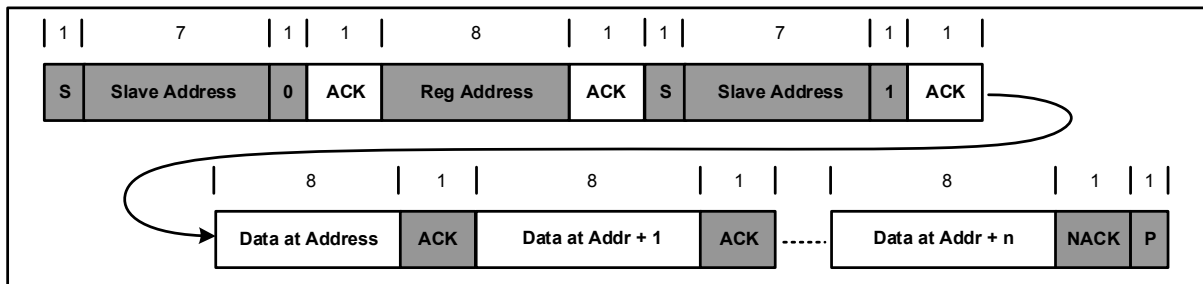 1 7 1 1 8 1 1 7 1 1
S Slave Address 0 ACK Reg Address ACK S Slave Address 1 ACK
8 1 8 1 8 1 1
Data at Address ACK Data at Addr + 1 ACK Data at Addr + n NACK P